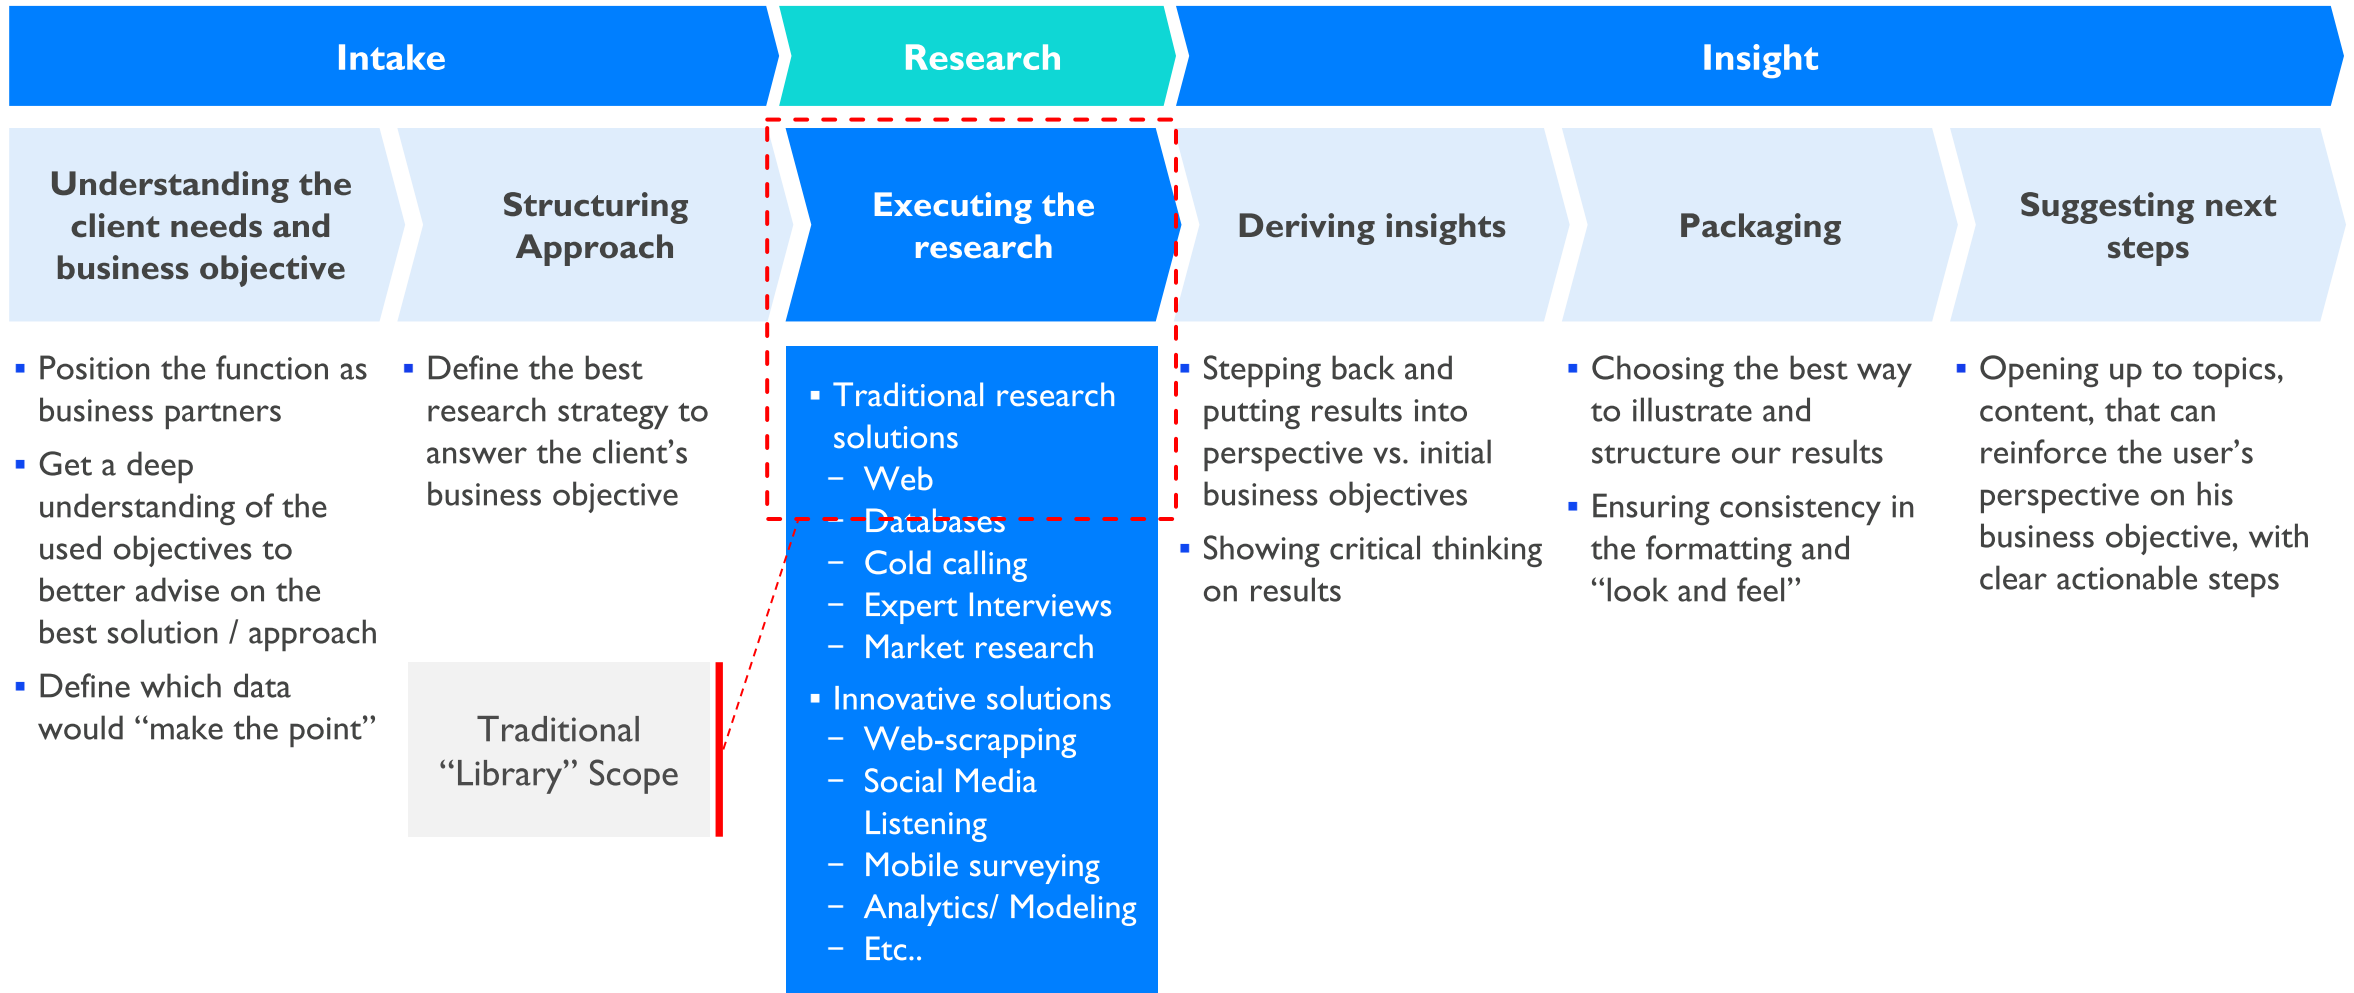 Intake
Research
Insight
Understanding the
client needs and
business objective
Structuring
Approach
Executing the
research
Deriving insights
Packaging
Suggesting next
steps
▪ Position the function as
business partners
▪ Get a deep
understanding of the
used objectives to
better advise on the
best solution / approach
▪ Define which data
would “make the point”
▪ Define the best
research strategy to
answer the client’s
business objective
Traditional
“Library” Scope
▪ Traditional research
solutions
– Web
– Databases
– Cold calling
– Expert Interviews
– Market research
▪ Innovative solutions
– Web-scrapping
– Social Media
Listening
– Mobile surveying
– Analytics/ Modeling
– Etc..
▪ Stepping back and
putting results into
perspective vs. initial
business objectives
▪ Showing critical thinking
on results
▪ Choosing the best way
to illustrate and
structure our results
▪ Ensuring consistency in
the formatting and
“look and feel”
▪ Opening up to topics,
content, that can
reinforce the user’s
perspective on his
business objective, with
clear actionable steps